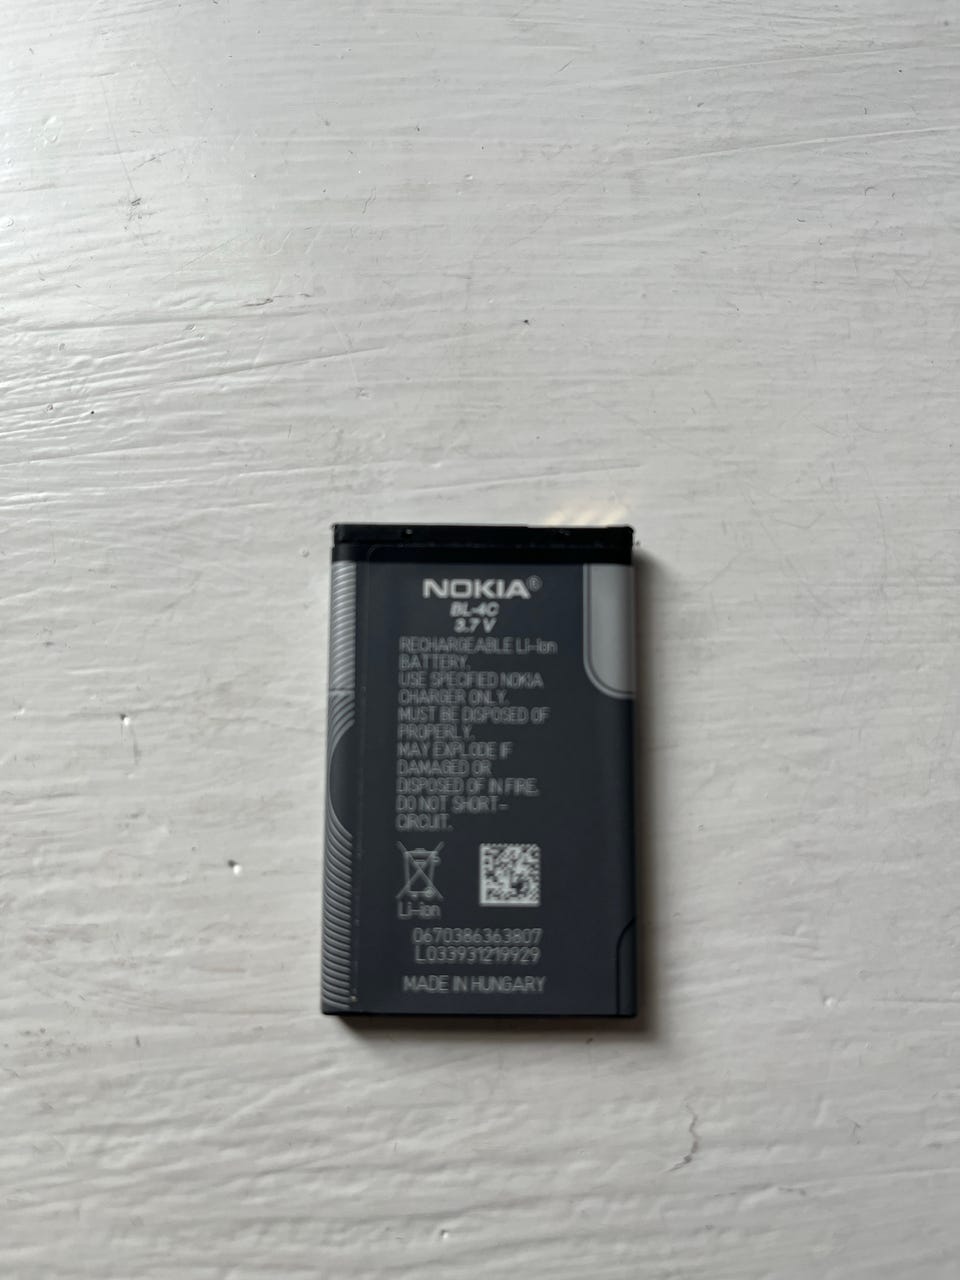 NOKIA®
BL-4C
3.7 V
RECHARGEABLE Li-Ion
BATTERY.
USE SPECIFIED NOKIA
CHARGER ONLY.
MUST BE DISPOSED OF
PROPERLY.
MAY EXPLODE IF
DAMAGED OR
DISPOSED OF IN FIRE.
DO NOT SHORT-
CIRCUIT.
Li-ion
0670386363807
L033931219929
MADE IN HUNGARY